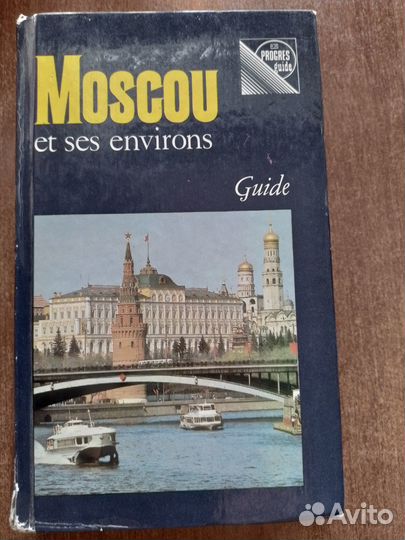 Moscou
et ses environs
PROGRES
guide
Guide
Avito